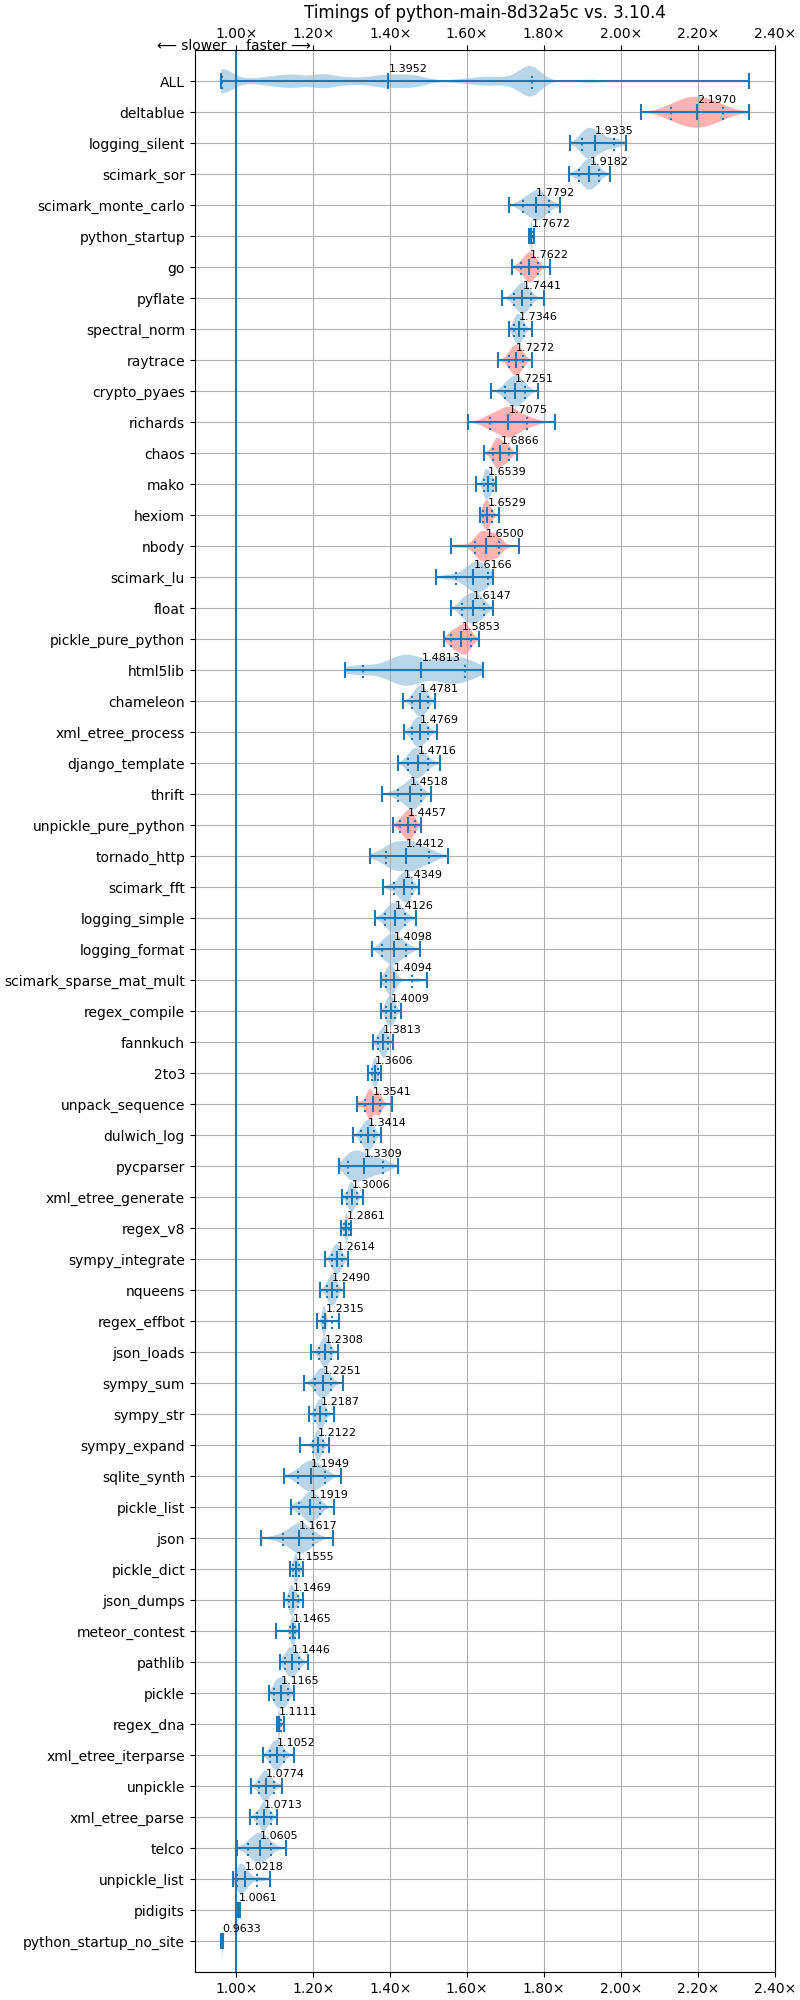 Timings of python-main-8d32a5c vs. 3.10.4
1.00× 1.20× 1.40× 1.60× 1.80× 2.00× 2.20× 2.40×
⟵ slower faster ⟶
ALL 1.3952
deltablue 2.1970
logging_silent 1.9335
scimark_sor 1.9182
scimark_monte_carlo 1.7792
python_startup 1.7672
go 1.7622
pyflate 1.7441
spectral_norm 1.7346
raytrace 1.7272
crypto_pyaes 1.7251
richards 1.7075
chaos 1.6866
mako 1.6539
hexiom 1.6529
nbody 1.6500
scimark_lu 1.6166
float 1.6147
pickle_pure_python 1.5853
html5lib 1.4813
chameleon 1.4781
xml_etree_process 1.4769
django_template 1.4716
thrift 1.4518
unpickle_pure_python 1.4457
tornado_http 1.4412
scimark_fft 1.4349
logging_simple 1.4126
logging_format 1.4098
scimark_sparse_mat_mult 1.4094
regex_compile 1.4009
fannkuch 1.3813
2to3 1.3606
unpack_sequence 1.3541
dulwich_log 1.3414
pycparser 1.3309
xml_etree_generate 1.3006
regex_v8 1.2861
sympy_integrate 1.2614
nqueens 1.2490
regex_effbot 1.2315
json_loads 1.2308
sympy_sum 1.2251
sympy_str 1.2187
sympy_expand 1.2122
sqlite_synth 1.1949
pickle_list 1.1919
json 1.1617
pickle_dict 1.1555
json_dumps 1.1469
meteor_contest 1.1465
pathlib 1.1446
pickle 1.1165
regex_dna 1.1111
xml_etree_iterparse 1.1052
unpickle 1.0774
xml_etree_parse 1.0713
telco 1.0605
unpickle_list 1.0218
pidigits 1.0061
python_startup_no_site 0.9633
1.00× 1.20× 1.40× 1.60× 1.80× 2.00× 2.20× 2.40×